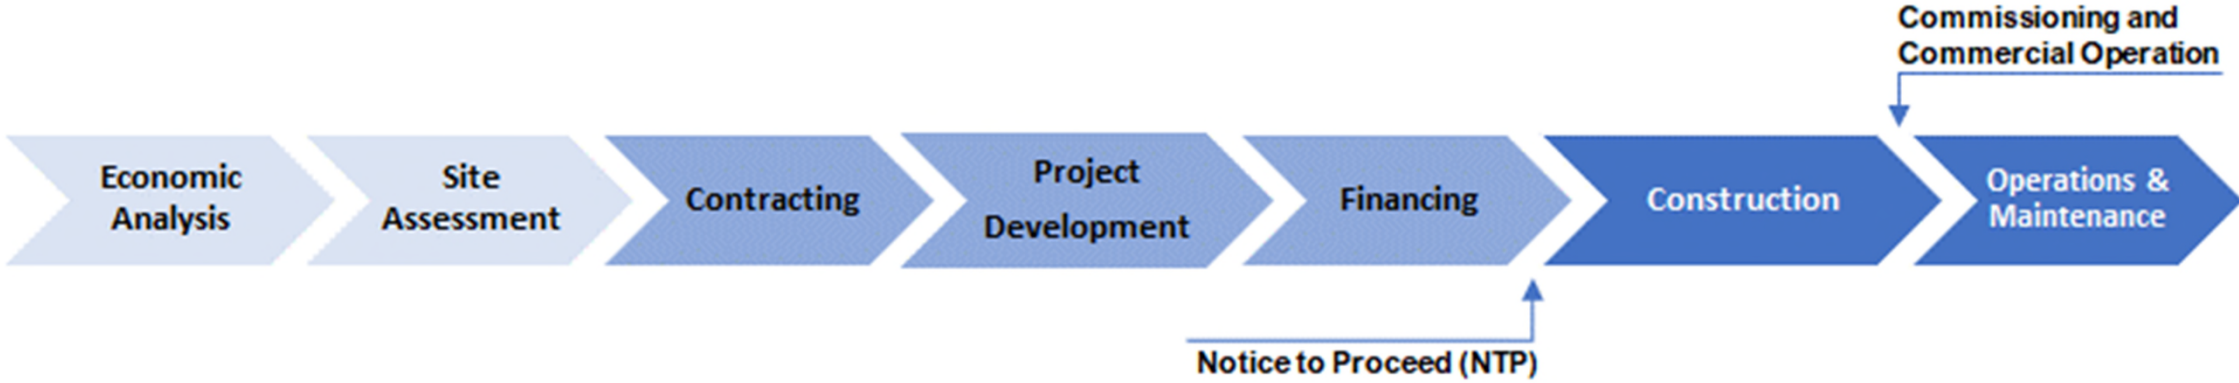 Commissioning and
Commercial Operation
Economic
Analysis
Site
Assessment
Contracting
Project
Development
Financing
Construction
Operations &
Maintenance
Notice to Proceed (NTP)